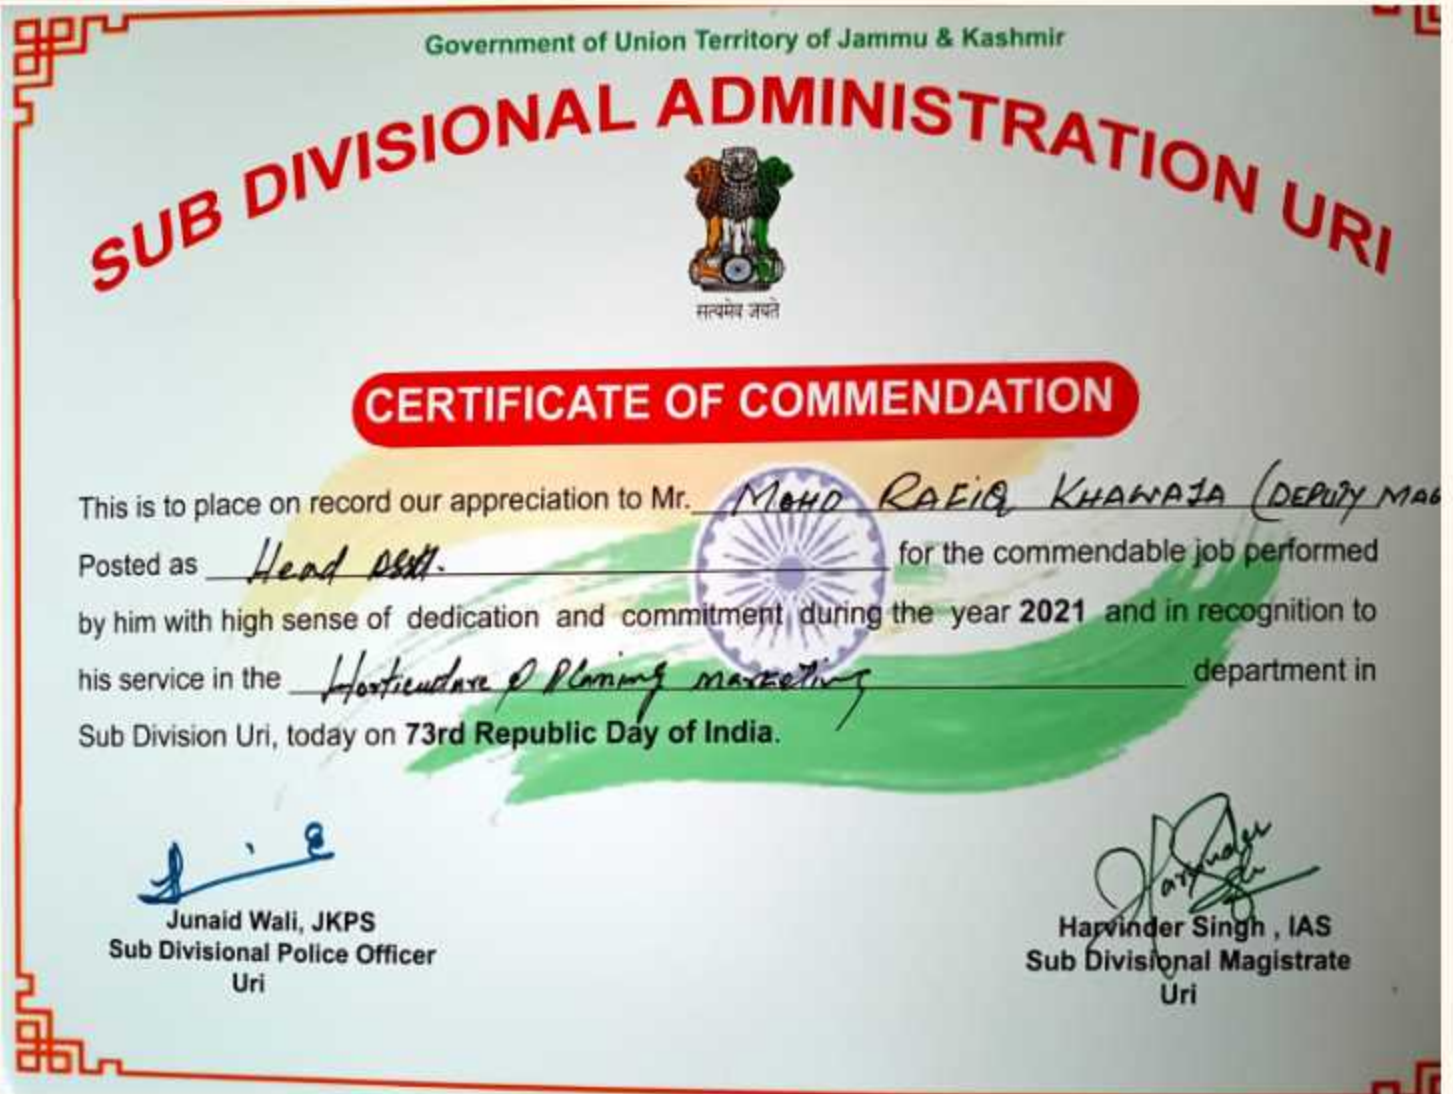 Government of Union Territory of Jammu & Kashmir
SUB DIVISIONAL ADMINISTRATION URI
सत्यमेव जयते
CERTIFICATE OF COMMENDATION
This is to place on record our appreciation to Mr. MOHD RAFIQ KHAWAJA (DEPUTY MAG
Posted as Head Asstt. for the commendable job performed
by him with high sense of dedication and commitment during the year 2021 and in recognition to
his service in the Horticulture & Planing marketing department in
Sub Division Uri, today on 73rd Republic Day of India.
Harvinder
Junaid Wali, JKPS
Sub Divisional Police Officer
Uri
Harvinder Singh , IAS
Sub Divisional Magistrate
Uri